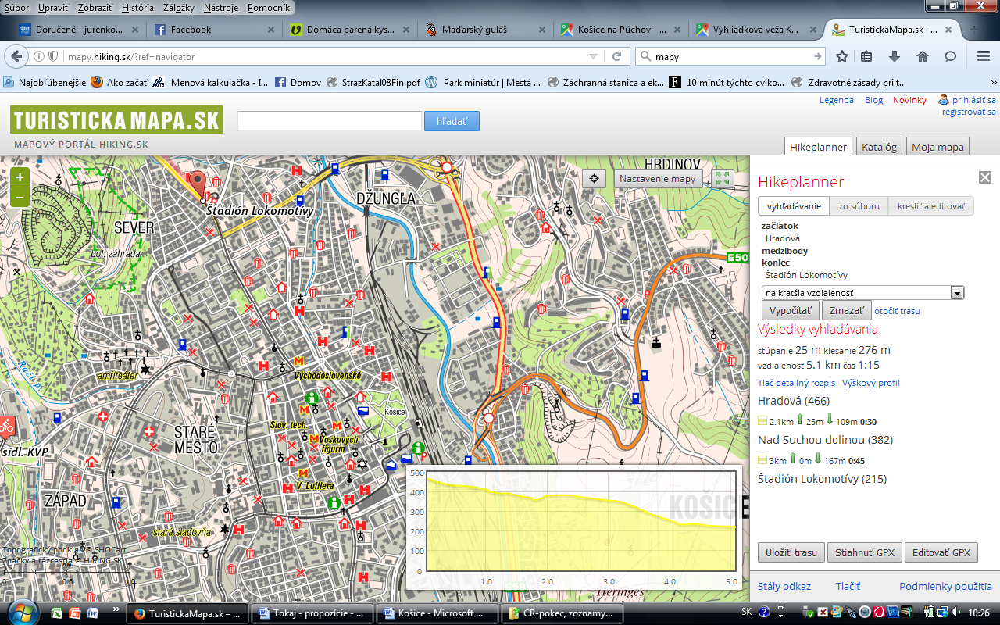 Súbor Upraviť Zobraziť História Záložky Nástroje Pomocník
Doručené - jurenko...
Facebook
Domáca parená kys...
Maďarský guláš
Košice na Púchov - ...
Vyhliadková veža K...
TuristickaMapa.sk –...
mapy.hiking.sk/?ref=navigator
mapy
Najobľúbenejšie Ako začať Menová kalkulačka - I... Domov StrazKatal08Fin.pdf Park miniatúr | Mestá ... Záchranná stanica a ek... 10 minút týchto cviko... Zdravotné zásady pri t... »
TURISTICKA MAPA.SK
MAPOVÝ PORTÁL HIKING.SK
hľadať
Legenda Blog Novinky prihlásiť sa
registrovať sa
Hikeplanner Katalóg Moja mapa
+
−
Nastavenie mapy
HRDINOV
DŽUNGLA
Stadión Lokomotívy
SEVER
bot. záhrada
E50
Rači p.
amfiteáter
Východoslovenské
Košice
Slov. tech.
Voskových
figurín
STARÉ
MESTO
sídl. KVP
V. Lofflera
ZÁPAD
stará sladovňa
KOŠICE
Heringes
Topografický podklad © SHOCart
Značky a rázcestia © HIKING.SK
0 0.5 1.0
500
400
300
200
100
0
1.0 2.0 3.0 4.0 5.0
Hikeplanner
vyhľadávanie zo súboru kresliť a editovať
začiatok
Hradová
medzlbody
konlec
Štadión Lokomotívy
najkratšia vzdialenosť
Vypočítať Zmazať otočiť trasu
Výsledky vyhľadávania
stúpanie 25 m klesanie 276 m
vzdialenosť 5.1 km čas 1:15
Tlač detailný rozpis Výškový profil
Hradová (466)
2.1km 25m 109m 0:30
Nad Suchou dolinou (382)
3km 0m 167m 0:45
Štadión Lokomotívy (215)
Uložiť trasu Stiahnuť GPX Editovať GPX
Stály odkaz Tlačiť Podmienky použitia
» TuristickaMapa.sk –... Tokaj - propozície - ... Košice - Microsoft ... CR-pokec, zoznamy... SK 10:26